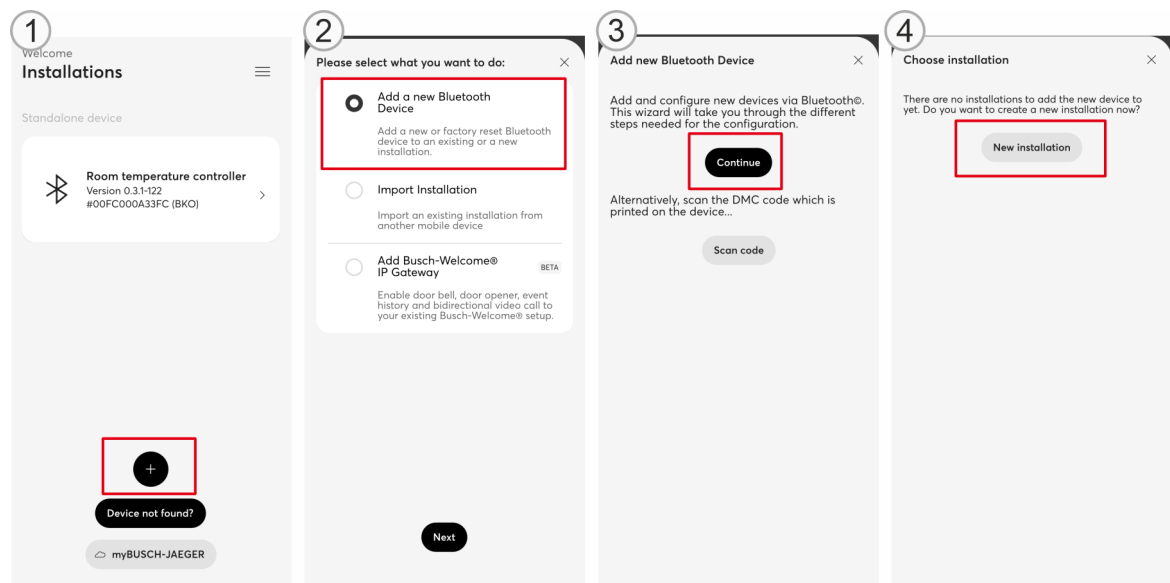 1
Welcome
Installations
Standalone device
Room temperature controller
Version 0.3.1-122
#00FC000A33FC (BKO)
+
Device not found?
myBUSCH-JAEGER
2
Please select what you want to do:
Add a new Bluetooth
Device
Add a new or factory reset Bluetooth
device to an existing or a new
installation.
Import Installation
Import an existing installation from
another mobile device
Add Busch-Welcome®
IP Gateway
BETA
Enable door bell, door opener, event
history and bidirectional video call to
your existing Busch-Welcome® setup.
Next
3
Add new Bluetooth Device
Add and configure new devices via Bluetooth©.
This wizard will take you through the different
steps needed for the configuration.
Continue
Alternatively, scan the DMC code which is
printed on the device...
Scan code
4
Choose installation
There are no installations to add the new device to
yet. Do you want to create a new installation now?
New installation